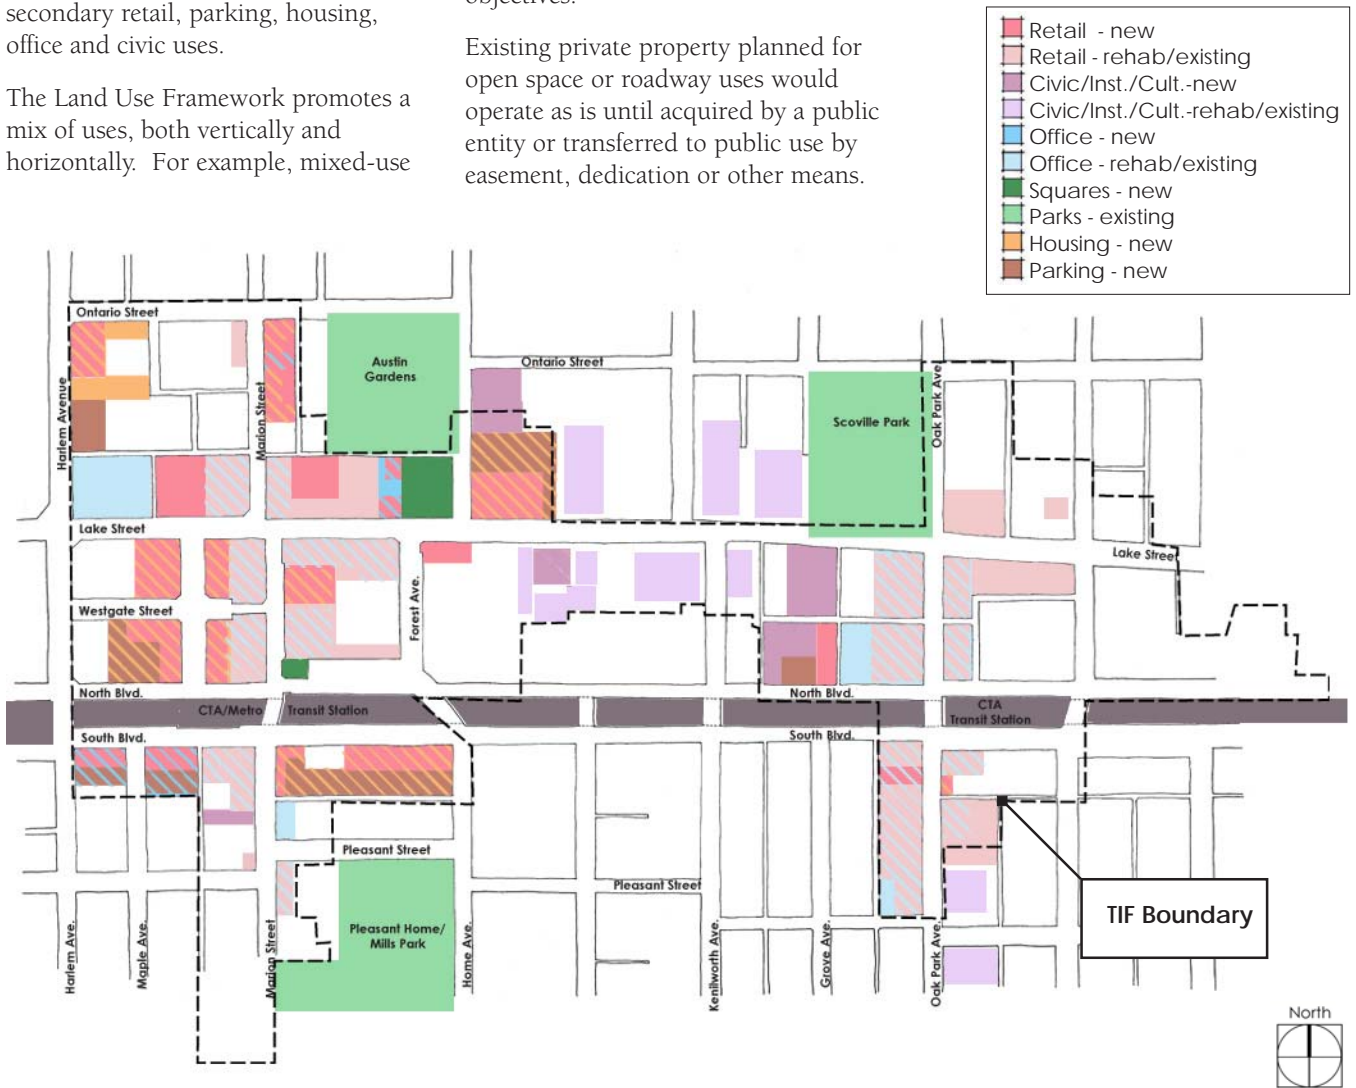 secondary retail, parking, housing,
office and civic uses.
The Land Use Framework promotes a
mix of uses, both vertically and
horizontally.  For example, mixed-use
objectives.
Existing private property planned for
open space or roadway uses would
operate as is until acquired by a public
entity or transferred to public use by
easement, dedication or other means.
Retail - new
Retail - rehab/existing
Civic/Inst./Cult.-new
Civic/Inst./Cult.-rehab/existing
Office - new
Office - rehab/existing
Squares - new
Parks - existing
Housing - new
Parking - new
Ontario Street
Austin
Gardens
Ontario Street
Harlem Avenue
Marion Street
Scoville Park
Oak Park Ave.
Lake Street
Lake Street
Westgate Street
Forest Ave.
North Blvd.
North Blvd.
CTA/Metro
Transit Station
CTA
Transit Station
South Blvd.
South Blvd.
Pleasant Street
Pleasant Street
TIF Boundary
Pleasant Home/
Mills Park
Harlem Ave.
Maple Ave.
Marion Street
Home Ave.
Kenilworth Ave.
Grove Ave.
Oak Park Ave.
North